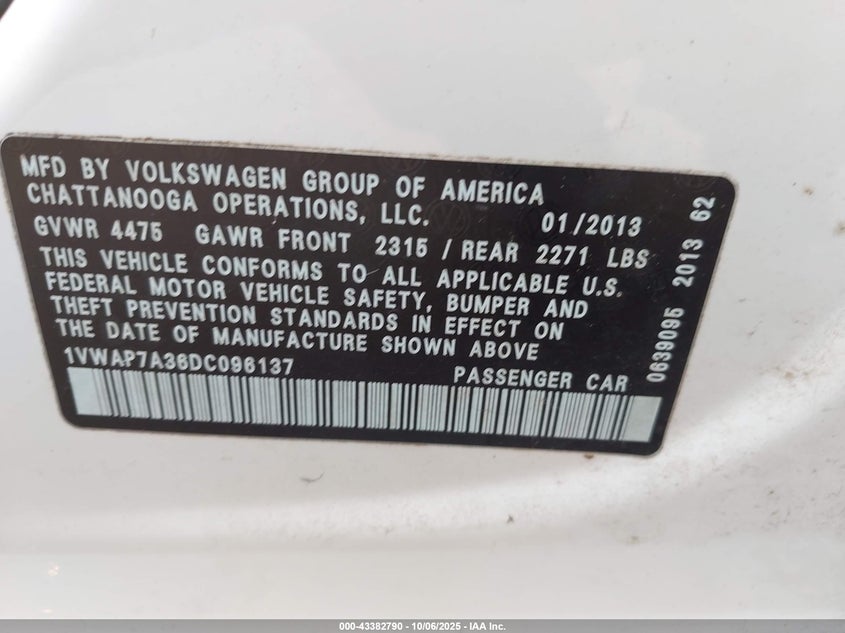 MFD BY VOLKSWAGEN GROUP OF AMERICA
CHATTANOOGA OPERATIONS, LLC. 01/2013
GVWR 4475 GAWR FRONT 2315 / REAR 2271 LBS
THIS VEHICLE CONFORMS TO ALL APPLICABLE U.S.
FEDERAL MOTOR VEHICLE SAFETY, BUMPER AND
THEFT PREVENTION STANDARDS IN EFFECT ON
THE DATE OF MANUFACTURE SHOWN ABOVE
1VWAP7A36DC096137 PASSENGER CAR
0639095 2013 62
000-43382790 - 10/06/2025 - IAA Inc.